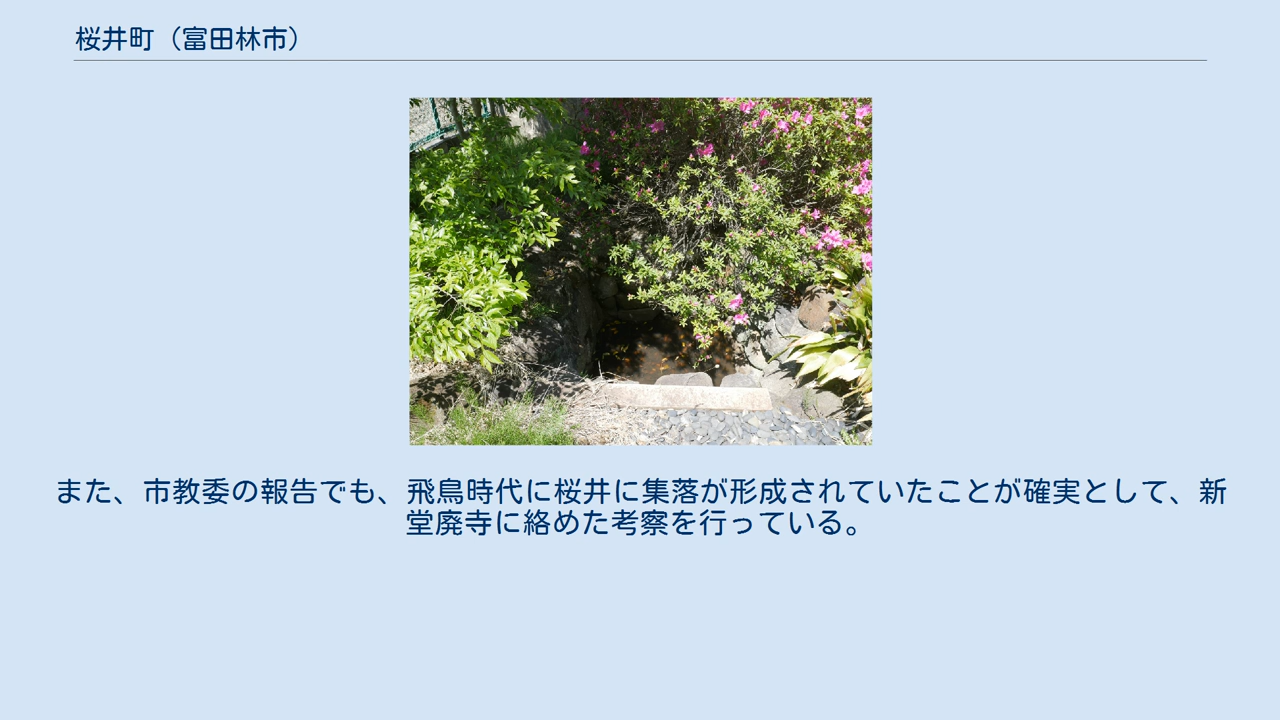 桜井町（富田林市）
また、市教委の報告でも、飛鳥時代に桜井に集落が形成されていたことが確実として、新
堂廃寺に絡めた考察を行っている。